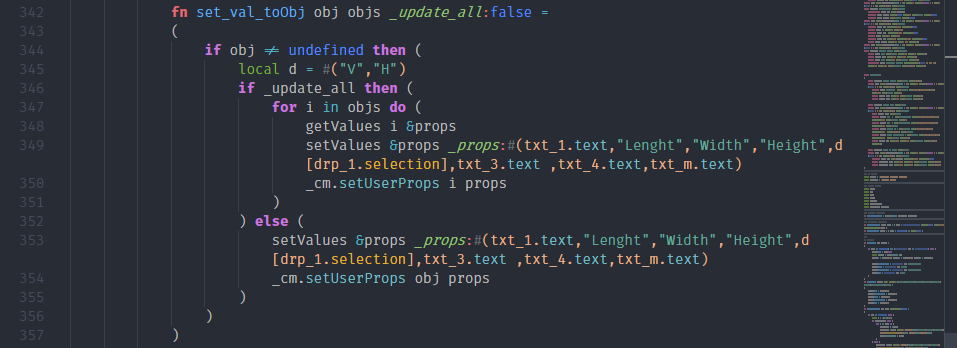 342 fn set_val_toObj obj objs _update_all:false =
343 (
344 if obj != undefined then (
345 local d = #("V","H")
346 if _update_all then (
347 for i in objs do (
348 getValues i &props
349 setValues &props _props:#(txt_1.text,"Lenght","Width","Height",d
[drp_1.selection],txt_3.text ,txt_4.text,txt_m.text)
350 _cm.setUserProps i props
351 )
352 ) else (
353 setValues &props _props:#(txt_1.text,"Lenght","Width","Height",d
[drp_1.selection],txt_3.text ,txt_4.text,txt_m.text)
354 _cm.setUserProps obj props
355 )
356 )
357 )